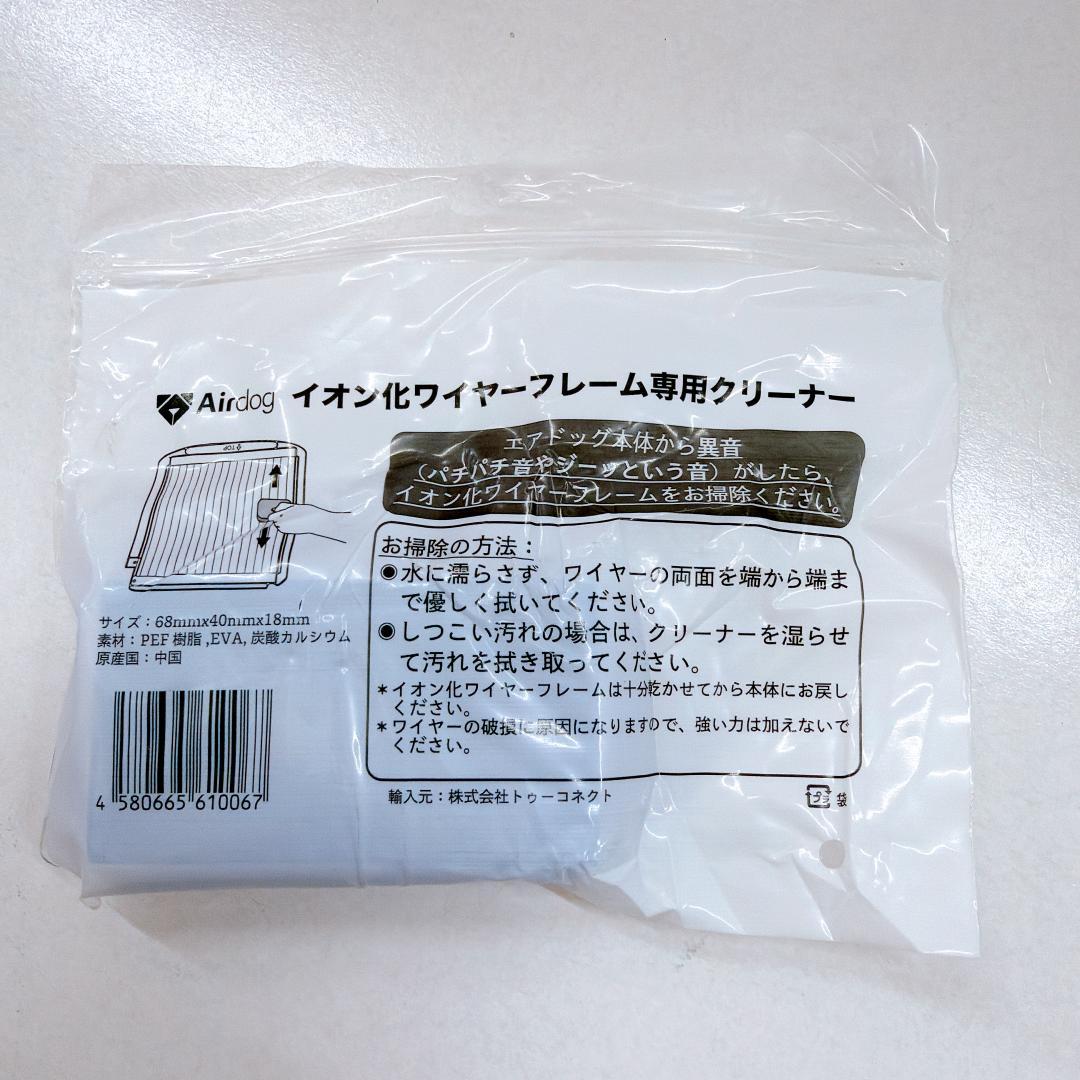 Airdog イオン化ワイヤーフレーム専用クリーナー
TOP
エアドッグ本体から異音
（パチパチ音やジーッという音）がしたら、
イオン化ワイヤーフレームをお掃除ください。
お掃除の方法：
●水に濡らさず、ワイヤーの両面を端から端ま
で優しく拭いてください。
●しつこい汚れの場合は、クリーナーを湿らせ
て汚れを拭き取ってください。
＊イオン化ワイヤーフレームは十分乾かせてから本体にお戻し
ください。
＊ワイヤーの破損に原因になりますので、強い力は加えないで
ください。
サイズ：68mmx40mmx18mm
素材：PEF 樹脂 ,EVA, 炭酸カルシウム
原産国：中国
4 580665 610067
輸入元：株式会社トゥーコネクト
プラ 袋